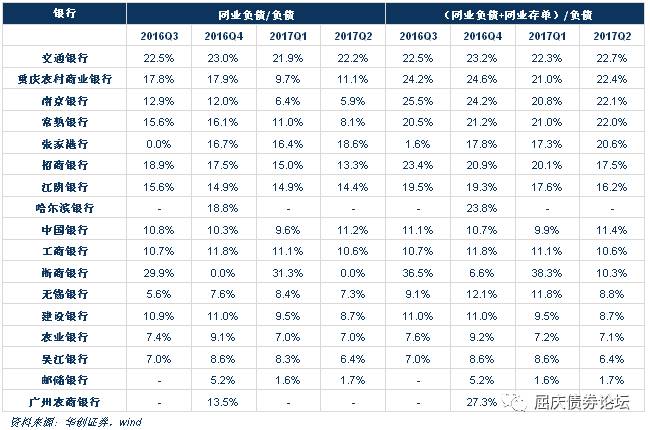 银行 同业负债/负债 (同业负债+同业存单)/负债
2016Q3 2016Q4 2017Q1 2017Q2 2016Q3 2016Q4 2017Q1 2017Q2
交通银行 22.5% 23.0% 21.9% 22.2% 22.5% 23.2% 22.3% 22.7%
重庆农村商业银行 17.8% 17.9% 9.7% 11.1% 24.2% 24.6% 21.0% 22.4%
南京银行 12.9% 12.0% 6.4% 5.9% 25.5% 24.2% 20.8% 22.1%
常熟银行 15.6% 16.1% 11.0% 8.1% 20.5% 21.2% 21.0% 22.0%
张家港行 0.0% 16.7% 16.4% 18.6% 1.6% 17.8% 17.3% 20.6%
招商银行 18.9% 17.5% 15.0% 13.3% 23.4% 20.9% 20.1% 17.5%
江阴银行 15.6% 14.9% 14.9% 14.4% 19.5% 19.3% 17.6% 16.2%
哈尔滨银行 - 18.8% - - - 23.8% - -
中国银行 10.8% 10.3% 9.6% 11.2% 11.1% 10.7% 9.9% 11.4%
工商银行 10.7% 11.8% 11.1% 10.6% 10.7% 11.8% 11.1% 10.6%
浙商银行 29.9% 0.0% 31.3% 0.0% 36.5% 6.6% 38.3% 10.3%
无锡银行 5.6% 7.6% 8.4% 7.3% 9.1% 12.1% 11.8% 8.8%
建设银行 10.9% 11.0% 9.5% 8.7% 11.0% 11.0% 9.5% 8.7%
农业银行 7.4% 9.1% 7.0% 7.0% 7.6% 9.2% 7.2% 7.1%
吴江银行 7.0% 8.6% 8.3% 6.4% 7.0% 8.6% 8.6% 6.4%
邮储银行 - 5.2% 1.6% 1.7% - 5.2% 1.6% 1.7%
广州农商银行 - 13.5% - - - 27.3%
屈庆债券论坛
资料来源：华创证券，wind